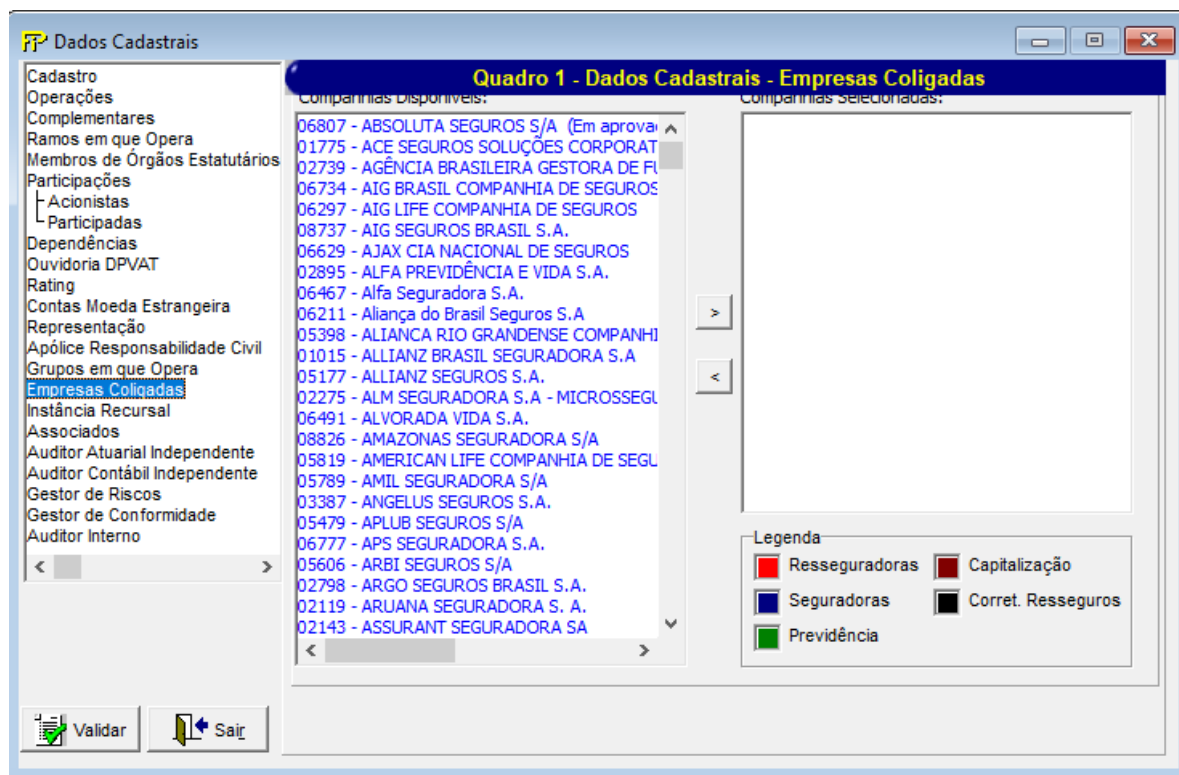 Dados Cadastrais
Cadastro
Operações
Complementares
Ramos em que Opera
Membros de Órgãos Estatutários
Participações
Acionistas
Participadas
Dependências
Ouvidoria DPVAT
Rating
Contas Moeda Estrangeira
Representação
Apólice Responsabilidade Civil
Grupos em que Opera
Empresas Coligadas
Instância Recursal
Associados
Auditor Atuarial Independente
Auditor Contábil Independente
Gestor de Riscos
Gestor de Conformidade
Auditor Interno
Validar
Sair
Quadro 1 - Dados Cadastrais - Empresas Coligadas
Companhias Disponíveis:
06807 - ABSOLUTA SEGUROS S/A (Em aprova
01775 - ACE SEGUROS SOLUÇÕES CORPORAT
02739 - AGÊNCIA BRASILEIRA GESTORA DE FU
06734 - AIG BRASIL COMPANHIA DE SEGUROS
06297 - AIG LIFE COMPANHIA DE SEGUROS
08737 - AIG SEGUROS BRASIL S.A.
06629 - AJAX CIA NACIONAL DE SEGUROS
02895 - ALFA PREVIDÊNCIA E VIDA S.A.
06467 - Alfa Seguradora S.A.
06211 - Aliança do Brasil Seguros S.A
05398 - ALIANCA RIO GRANDENSE COMPANHI
01015 - ALLIANZ BRASIL SEGURADORA S.A
05177 - ALLIANZ SEGUROS S.A.
02275 - ALM SEGURADORA S.A - MICROSSEGU
06491 - ALVORADA VIDA S.A.
08826 - AMAZONAS SEGURADORA S/A
05819 - AMERICAN LIFE COMPANHIA DE SEGU
05789 - AMIL SEGURADORA S/A
03387 - ANGELUS SEGUROS S.A.
05479 - APLUB SEGUROS S/A
06777 - APS SEGURADORA S.A.
05606 - ARBI SEGUROS S/A
02798 - ARGO SEGUROS BRASIL S.A.
02119 - ARUANA SEGURADORA S. A.
02143 - ASSURANT SEGURADORA SA
>
<
Companhias Selecionadas:
Legenda
Resseguradoras
Capitalização
Seguradoras
Corret. Resseguros
Previdência